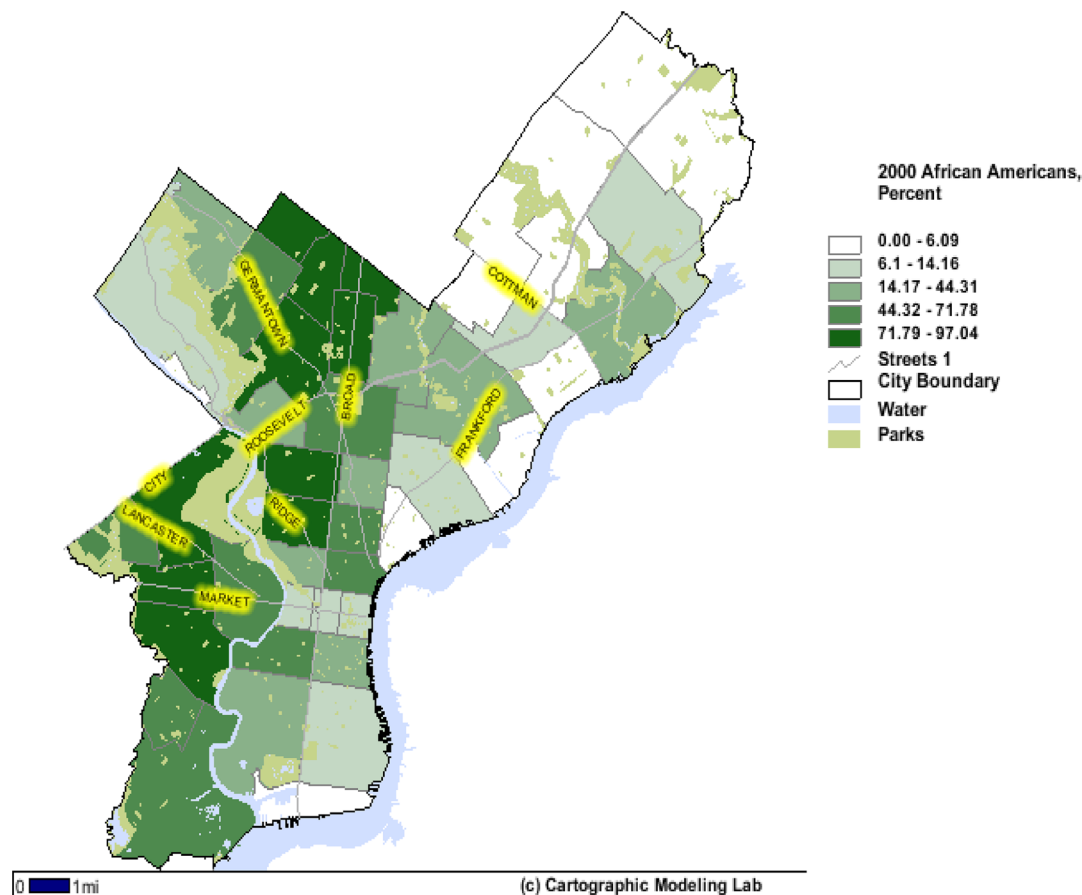 2000 African Americans,
Percent
0.00 - 6.09
6.1 - 14.16
14.17 - 44.31
44.32 - 71.78
71.79 - 97.04
Streets 1
City Boundary
Water
Parks
COTTMAN
GERMANTOWN
BROAD
ROOSEVELT
FRANKFORD
CITY
RIDGE
LANCASTER
MARKET
0 1mi
(c) Cartographic Modeling Lab